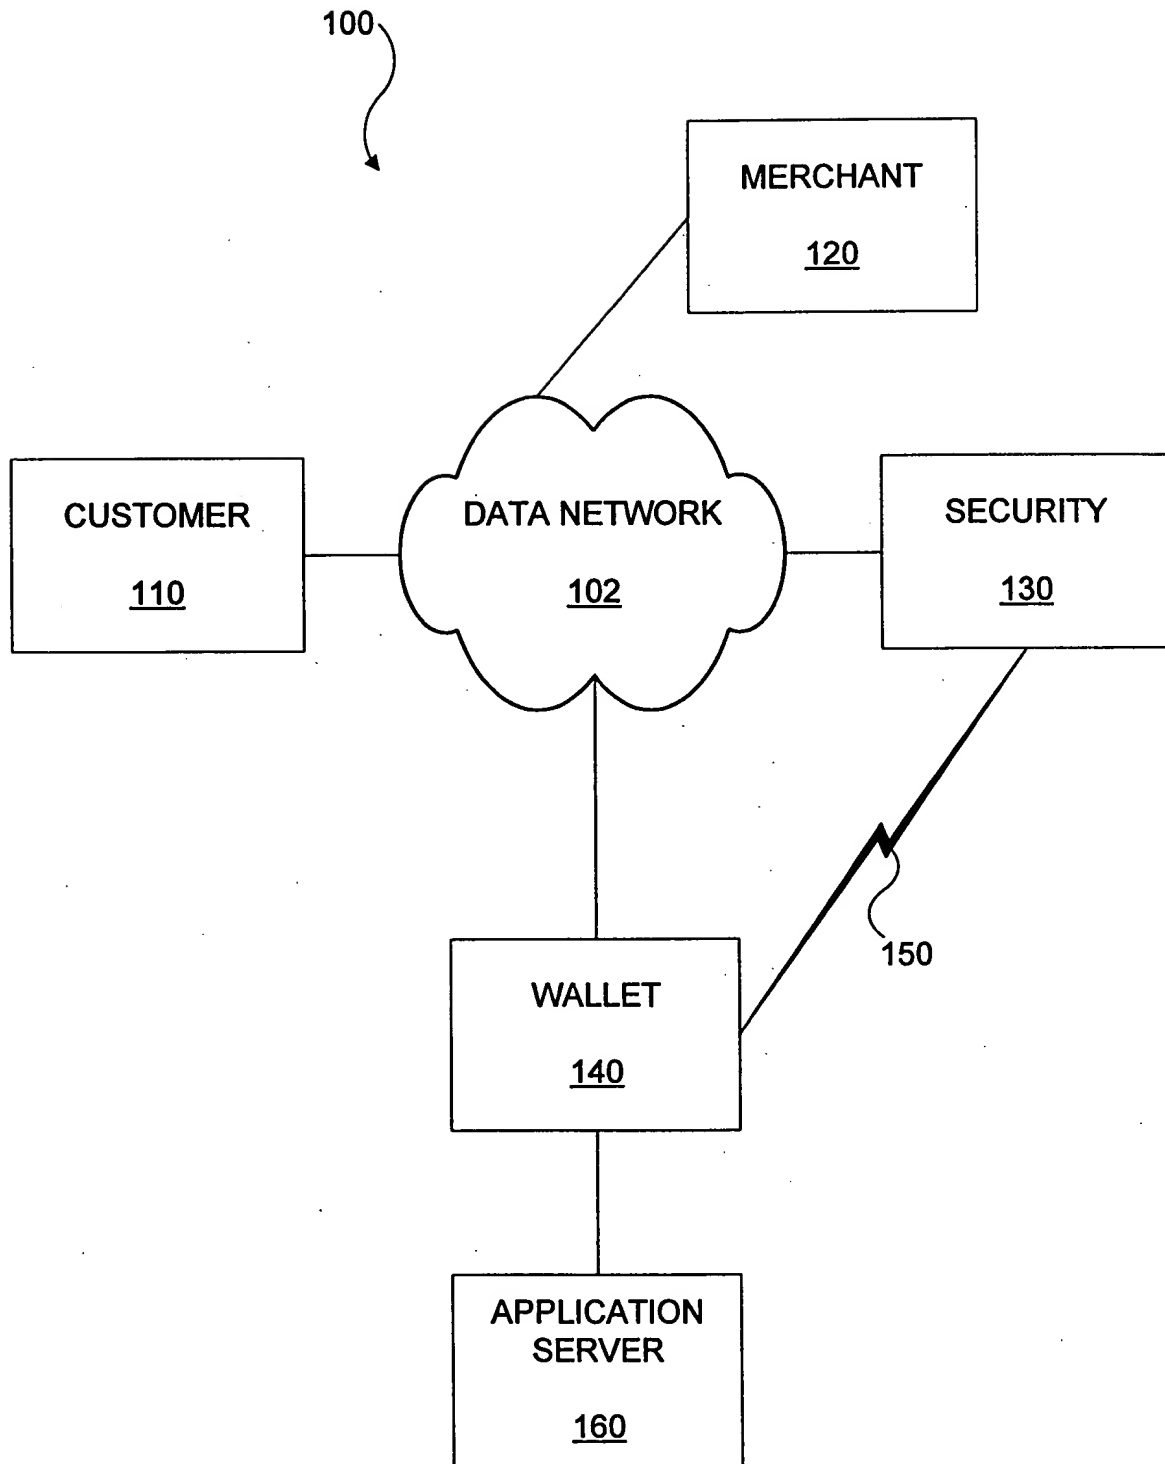 100
MERCHANT
120
CUSTOMER
110
DATA NETWORK
102
SECURITY
130
150
WALLET
140
APPLICATION
SERVER
160